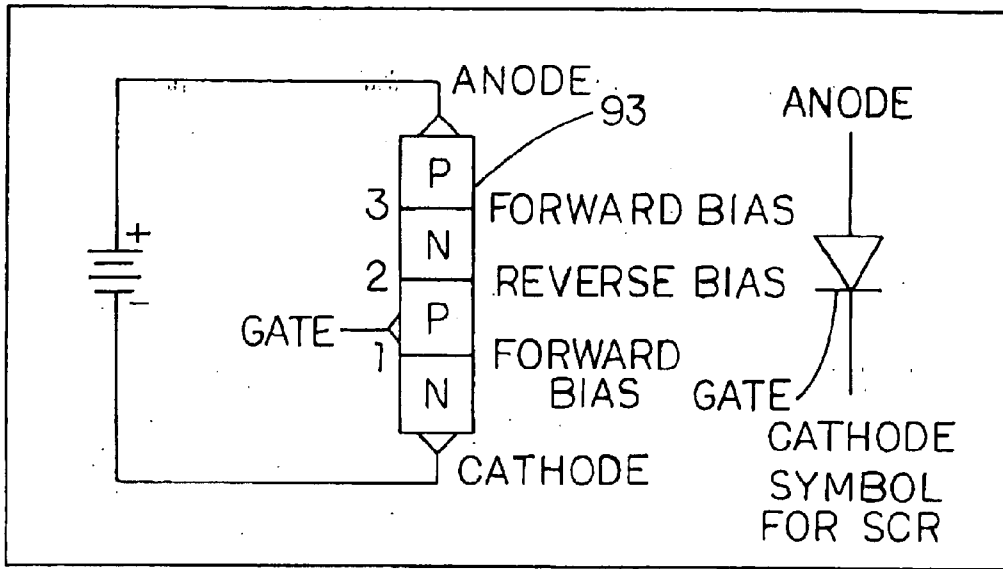 ANODE
93
ANODE
P
3
FORWARD BIAS
N
+
2
REVERSE BIAS
-
P
GATE
1
FORWARD
BIAS
N
GATE
CATHODE
CATHODE
SYMBOL
FOR SCR